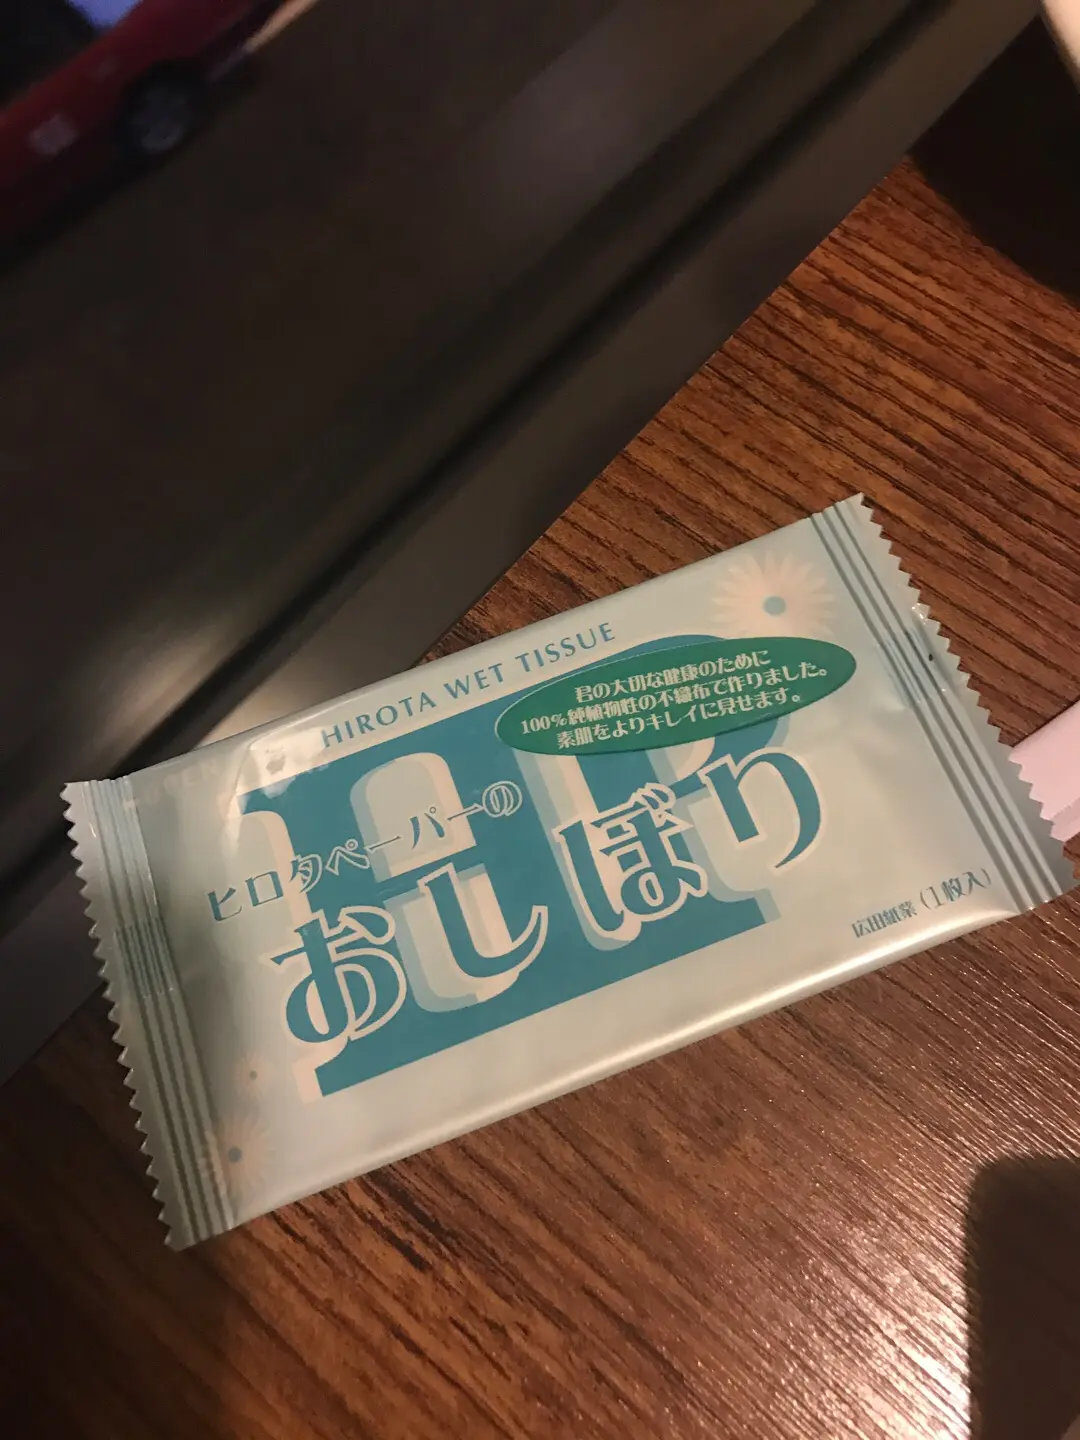 HIROTA WET TISSUE
君の大切な健康のために
100%純植物性の不織布で作りました。
素肌をよりキレイに見せます。
HP
ヒロタペーパーの
おしぼり
広田紙業(1枚入)